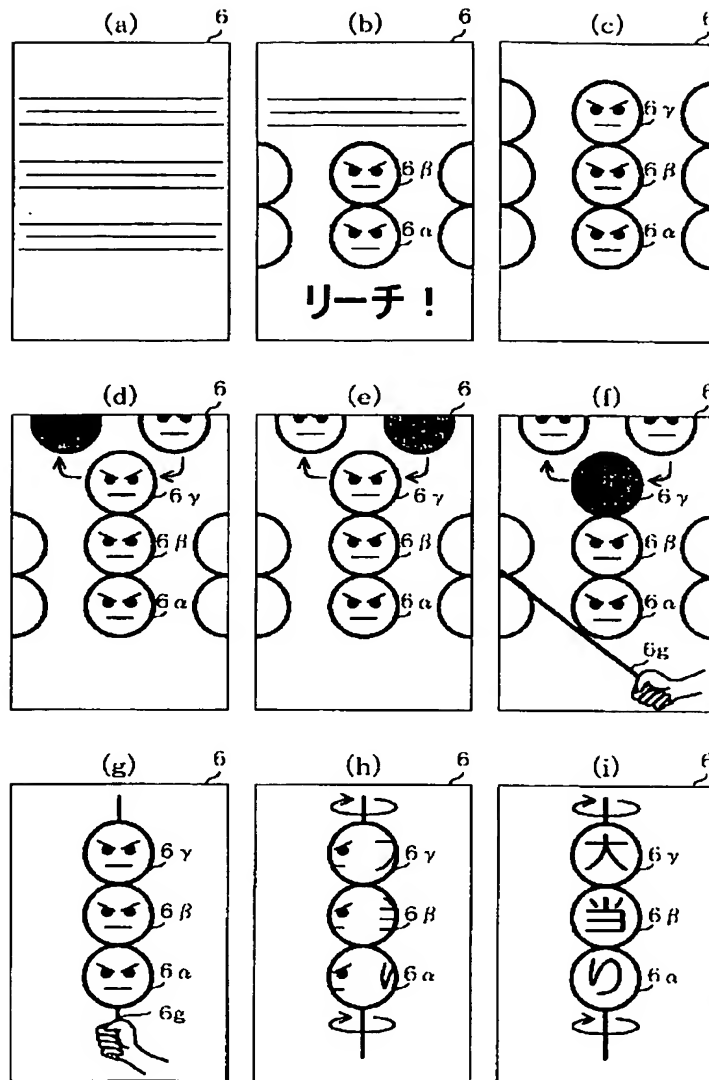 (a) 6 (b) 6 (c) 6
6γ
6β 6β
6α 6α
リーチ！
(d) 6 (e) 6 (f) 6
6γ 6γ 6γ
6β 6β 6β
6α 6α 6α
6g
(g) 6 (h) 6 (i) 6
6γ 6γ 大 6γ
6β 6β 当 6β
6α 6α り 6α
6g